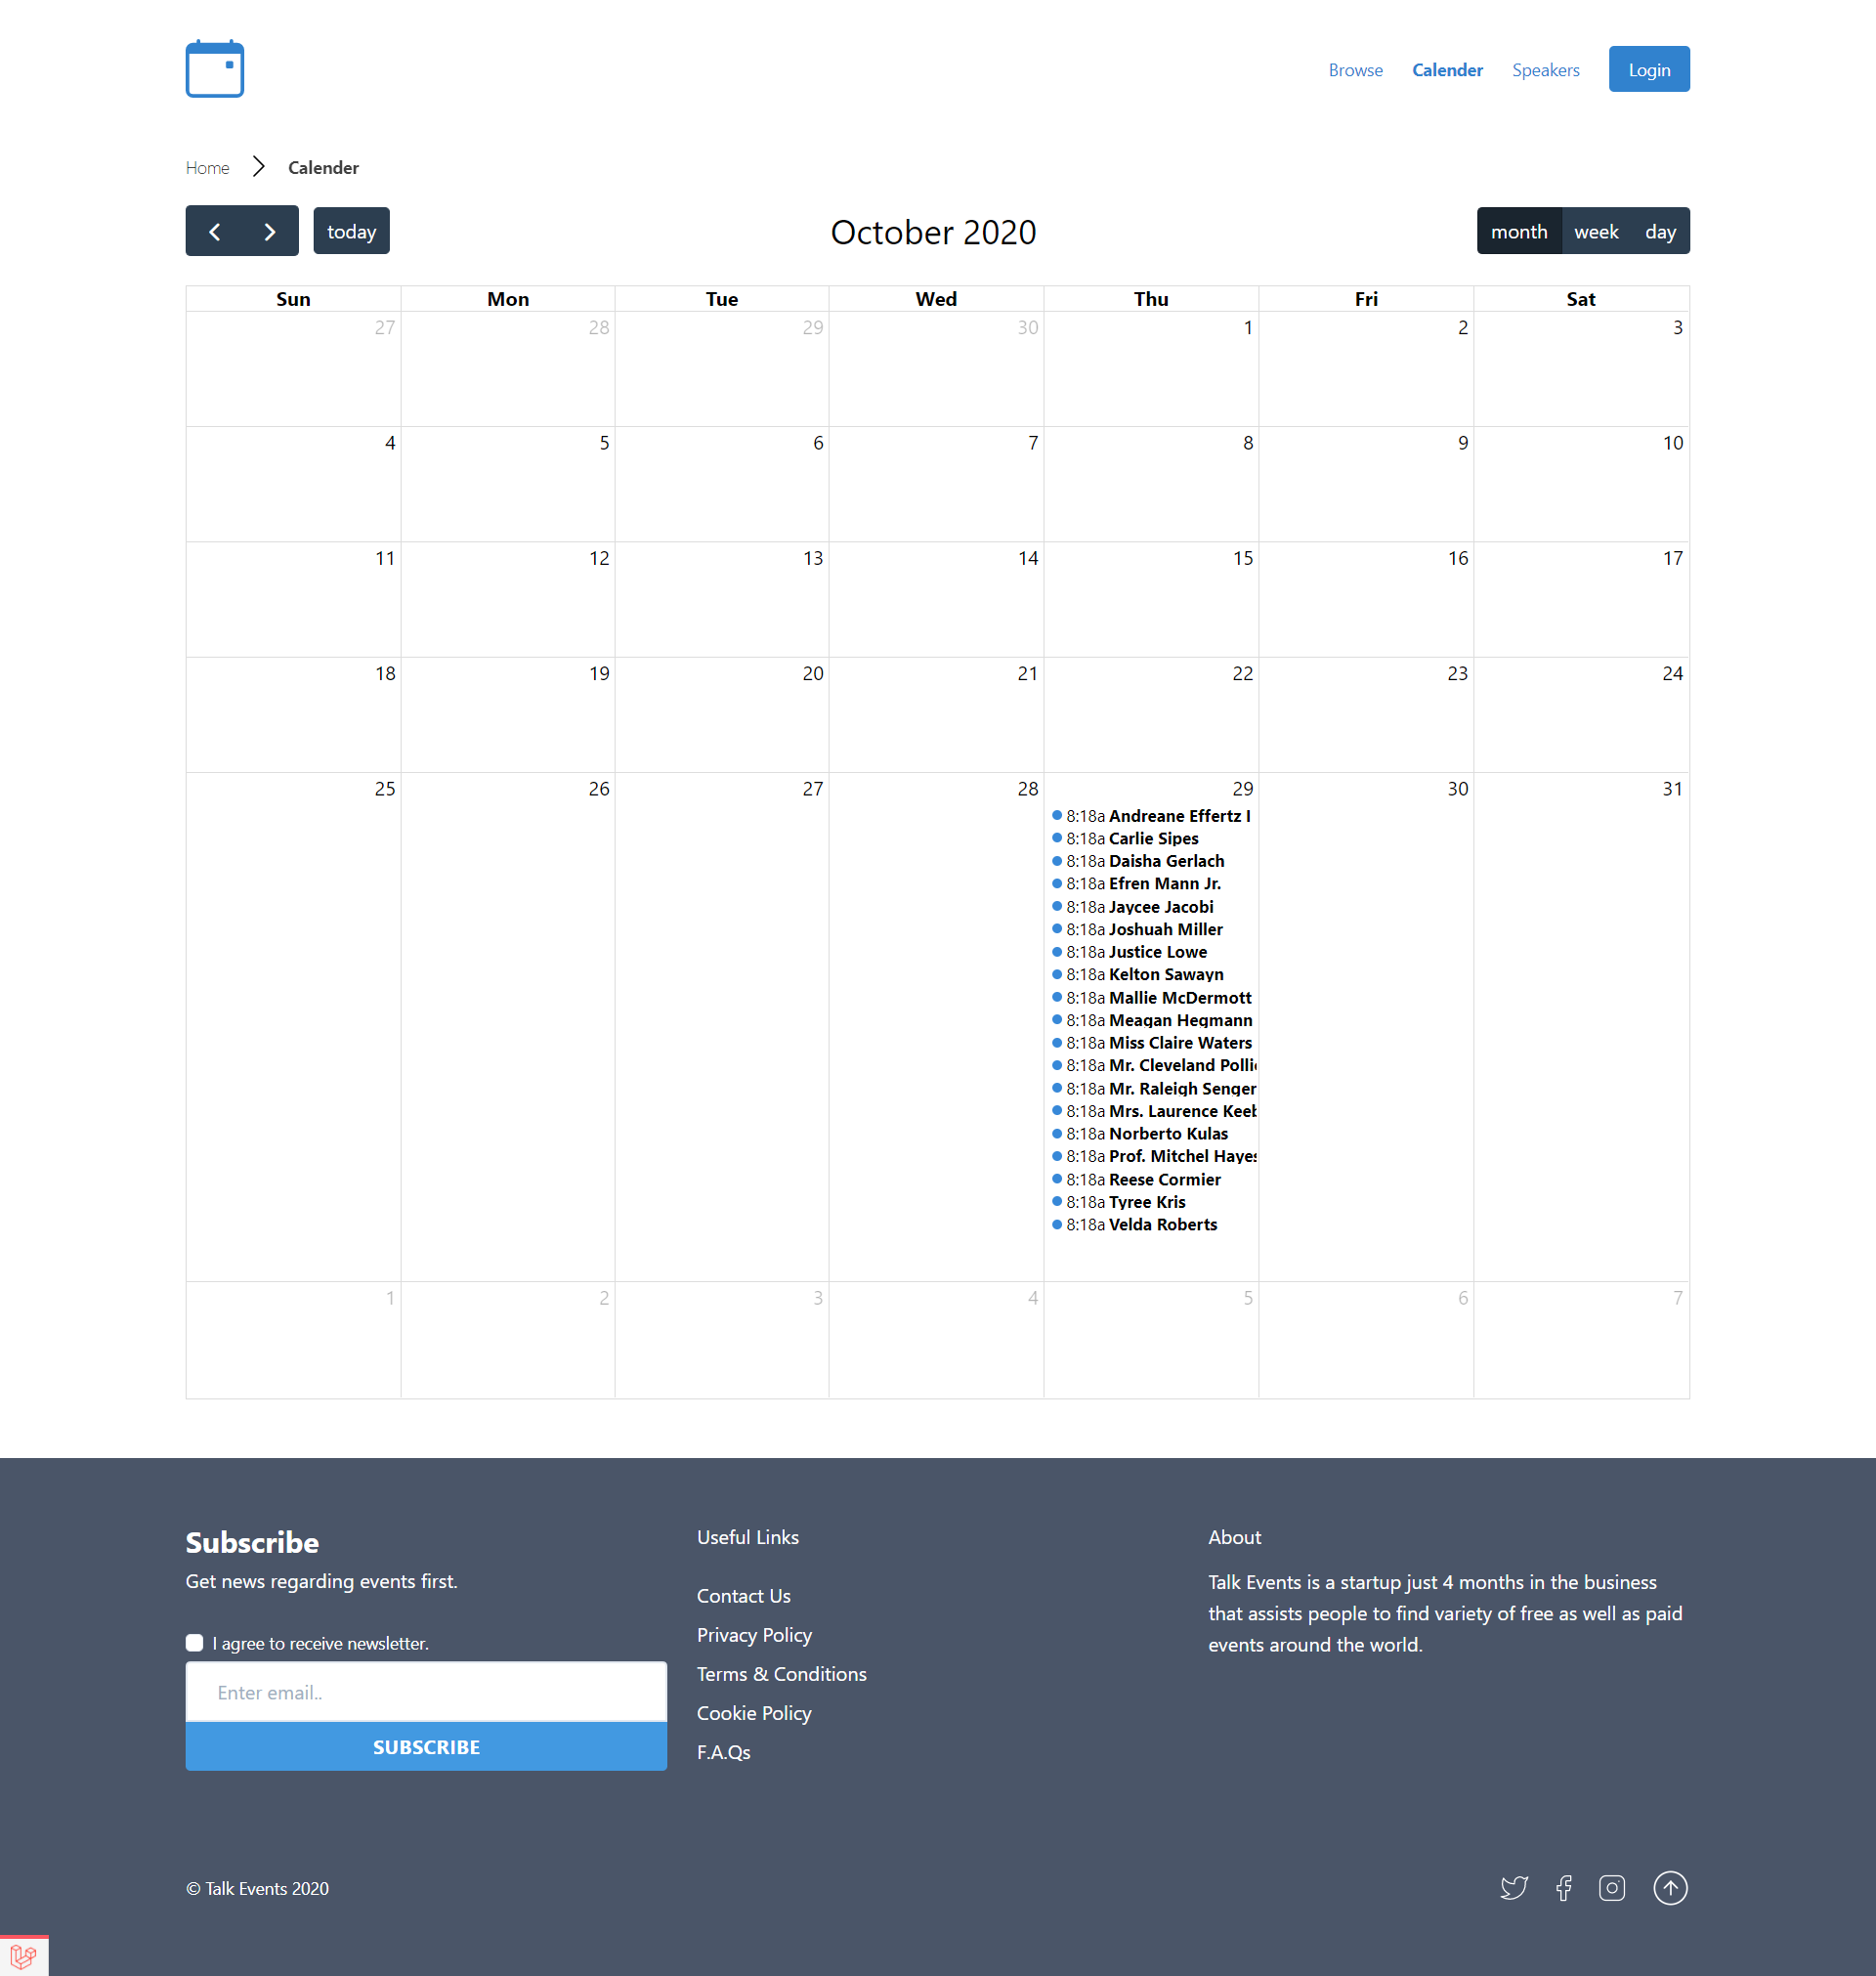 Browse Calender Speakers Login
Home Calender
today October 2020 month week day
Sun Mon Tue Wed Thu Fri Sat
27 28 29 30 1 2 3
4 5 6 7 8 9 10
11 12 13 14 15 16 17
18 19 20 21 22 23 24
25 26 27 28 29 30 31
8:18a Andreane Effertz I
8:18a Carlie Sipes
8:18a Daisha Gerlach
8:18a Efren Mann Jr.
8:18a Jaycee Jacobi
8:18a Joshuah Miller
8:18a Justice Lowe
8:18a Kelton Sawayn
8:18a Mallie McDermott
8:18a Meagan Hegmann
8:18a Miss Claire Waters
8:18a Mr. Cleveland
8:18a Mr. Raleigh Senger
8:18a Mrs. Laurence
8:18a Norberto Kulas
8:18a Prof. Mitchel Hayes
8:18a Reese Cormier
8:18a Tyree Kris
8:18a Velda Roberts
1 2 3 4 5 6 7
Subscribe
Get news regarding events first.
I agree to receive newsletter.
Enter email..
SUBSCRIBE
Useful Links
Contact Us
Privacy Policy
Terms & Conditions
Cookie Policy
F.A.Qs
About
Talk Events is a startup just 4 months in the business
that assists people to find variety of free as well as paid
events around the world.
© Talk Events 2020